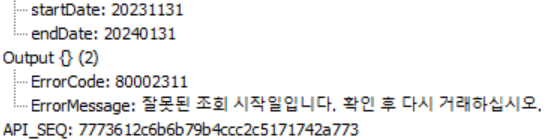 startDate: 20231131
endDate: 20240131
Output {} (2)
ErrorCode: 80002311
ErrorMessage: 잘못된 조회 시작일입니다. 확인 후 다시 거래하십시오.
API_SEQ: 7773612c6b6b79b4ccc2c5171742a773